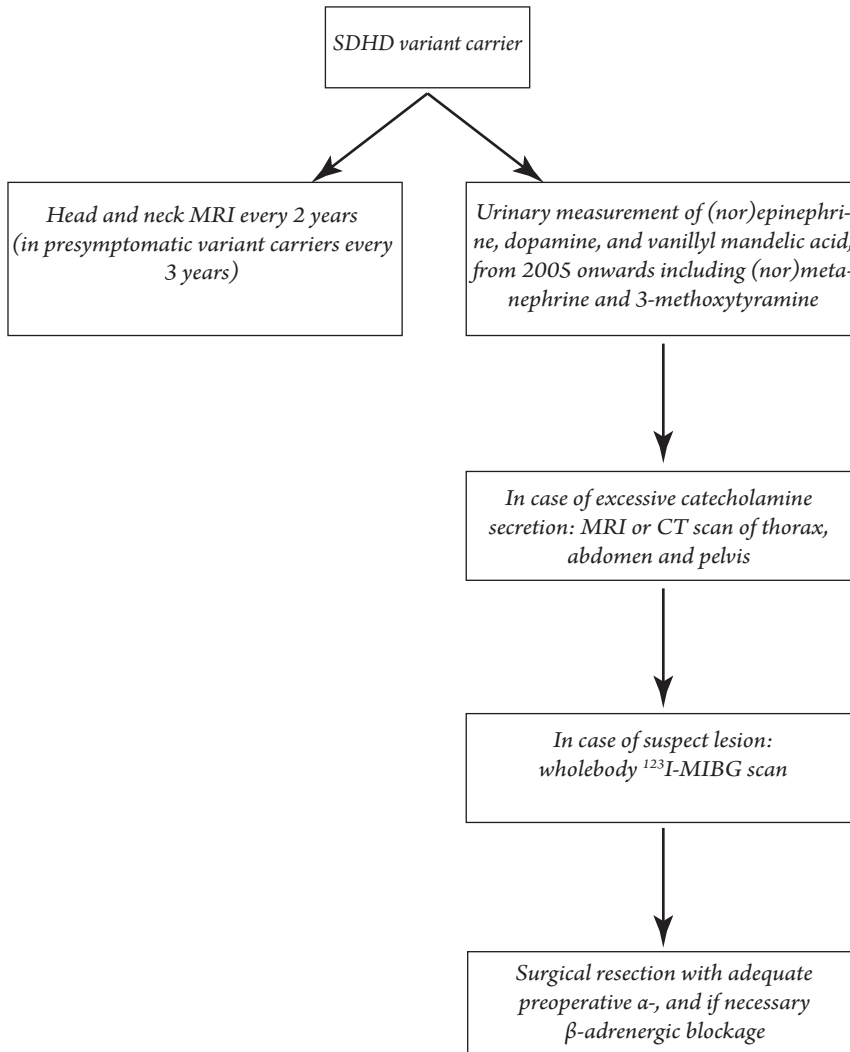 SDHD variant carrier
Head and neck MRI every 2 years
(in presymptomatic variant carriers every
3 years)
Urinary measurement of (nor)epinephri-
ne, dopamine, and vanillyl mandelic acid,
from 2005 onwards including (nor)meta-
nephrine and 3-methoxytyramine
In case of excessive catecholamine
secretion: MRI or CT scan of thorax,
abdomen and pelvis
In case of suspect lesion:
wholebody ¹²³I-MIBG scan
Surgical resection with adequate
preoperative α-, and if necessary
β-adrenergic blockage